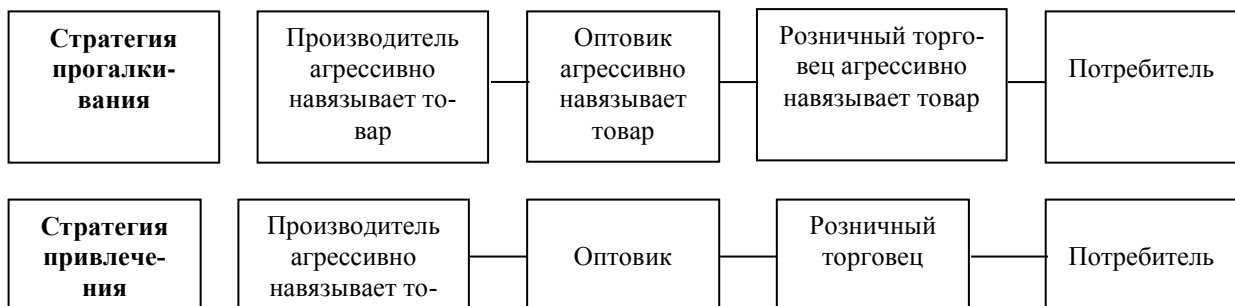 Стратегия
прогалки-
вания
Производитель
агрессивно
навязывает то-
вар
Оптовик
агрессивно
навязывает
товар
Розничный торго-
вец агрессивно
навязывает товар
Потребитель
Стратегия
привлече-
ния
Производитель
агрессивно
навязывает то-
Оптовик
Розничный
торговец
Потребитель